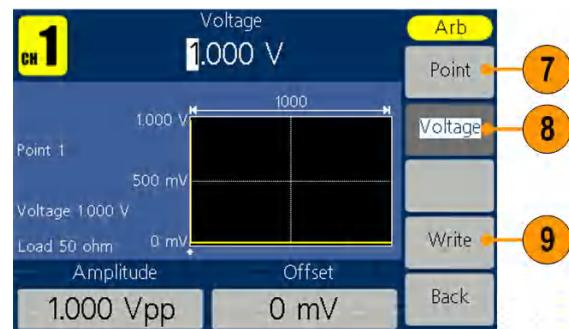 CH 1
Voltage
1.000 V
Arb
Point
7
1000
1.000 V
Voltage
8
Point 1
500 mV
Voltage 1.000 V
Load 50 ohm
0 mV
Write
9
Amplitude
Offset
1.000 Vpp
0 mV
Back